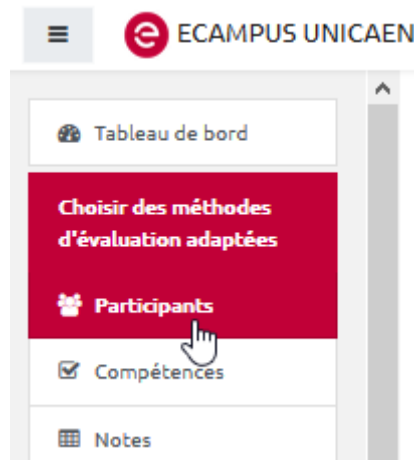 ECAMPUS UNICAEN
Tableau de bord
Choisir des méthodes
d'évaluation adaptées
Participants
Compétences
Notes